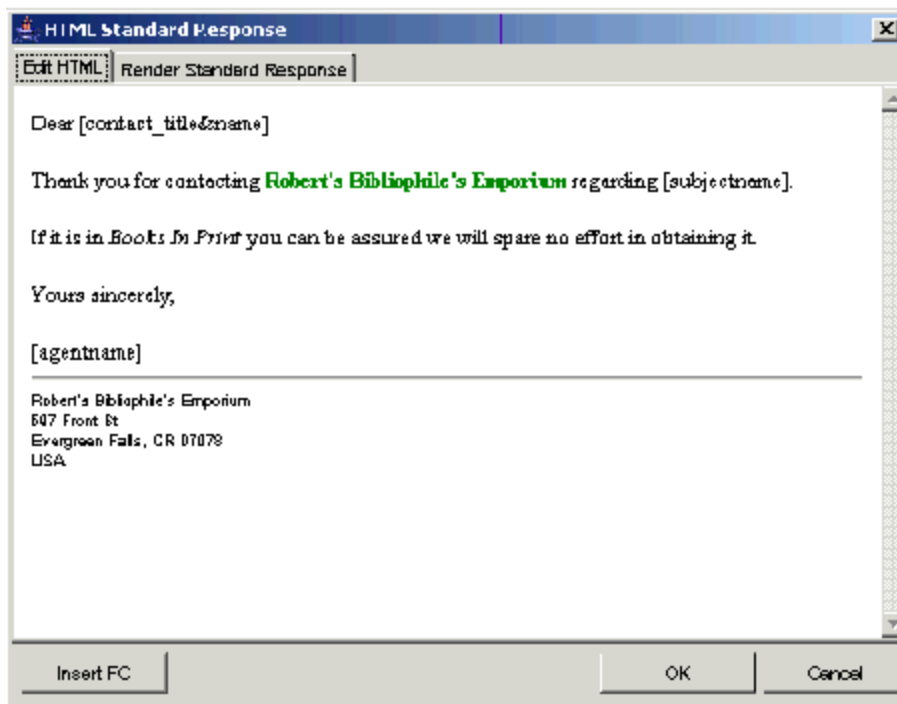 HTML Standard Response
Edit HTML Render Standard Response
Dear [contact_title&name]
Thank you for contacting Robert's Bibliophile's Emporium regarding [subjectname].
If it is in Books In Print you can be assured we will spare no effort in obtaining it.
Yours sincerely,
[agentname]
Robert's Bibliophile's Emporium
Front St
Evergreen Falls, CR
USA
Insert FC OK Cancel